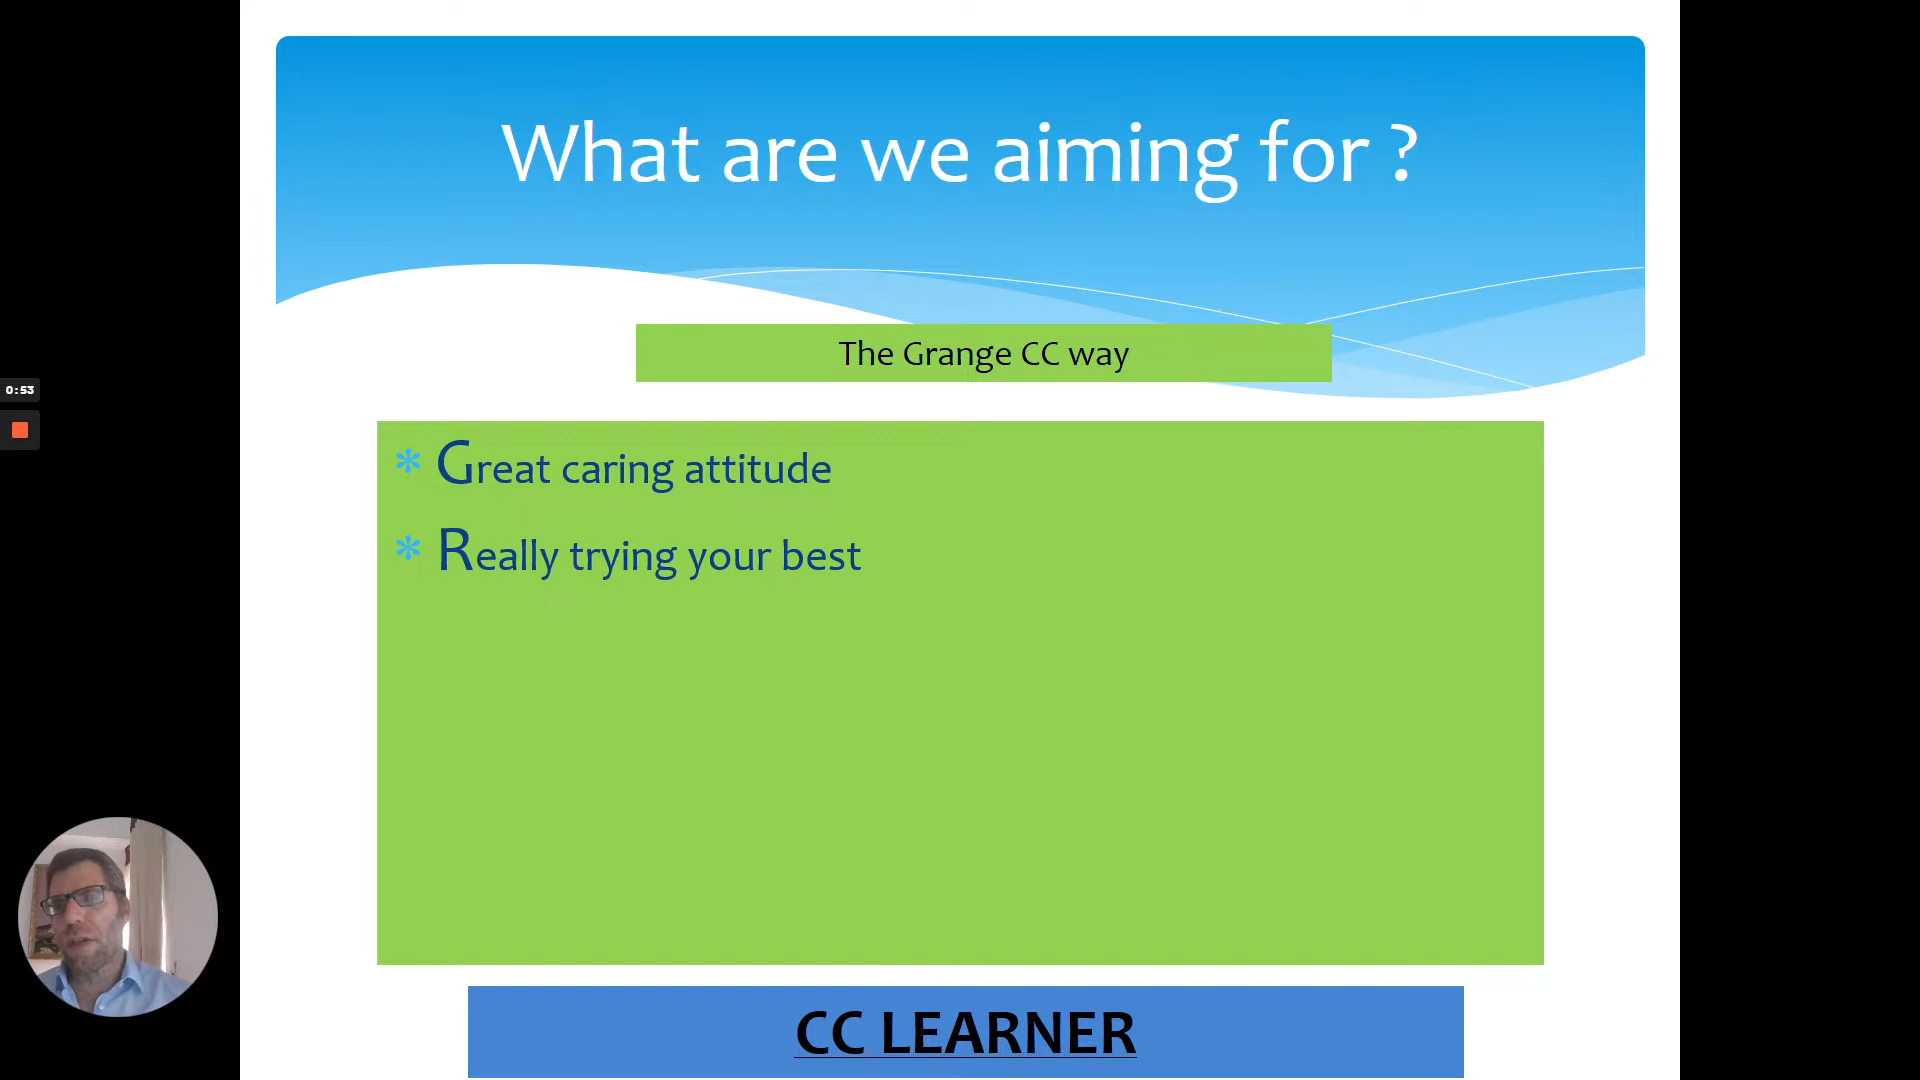 What are we aiming for ?
The Grange CC way
0:53
* Great caring attitude
* Really trying your best
CC LEARNER